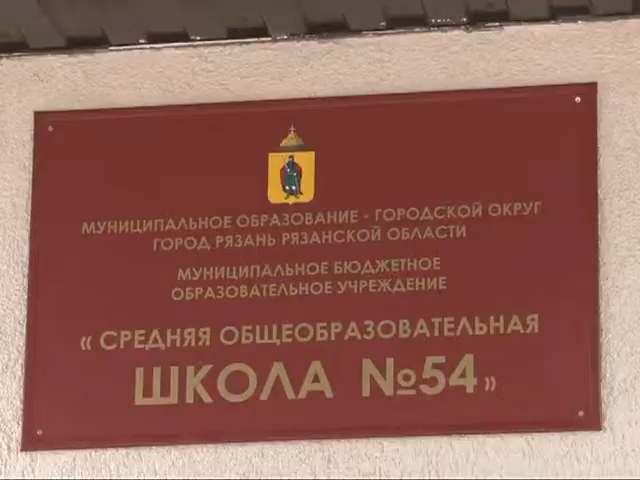 МУНИЦИПАЛЬНОЕ ОБРАЗОВАНИЕ - ГОРОДСКОЙ ОКРУГ
ГОРОД РЯЗАНЬ РЯЗАНСКОЙ ОБЛАСТИ
МУНИЦИПАЛЬНОЕ БЮДЖЕТНОЕ
ОБРАЗОВАТЕЛЬНОЕ УЧРЕЖДЕНИЕ
« СРЕДНЯЯ ОБЩЕОБРАЗОВАТЕЛЬНАЯ
ШКОЛА №54»